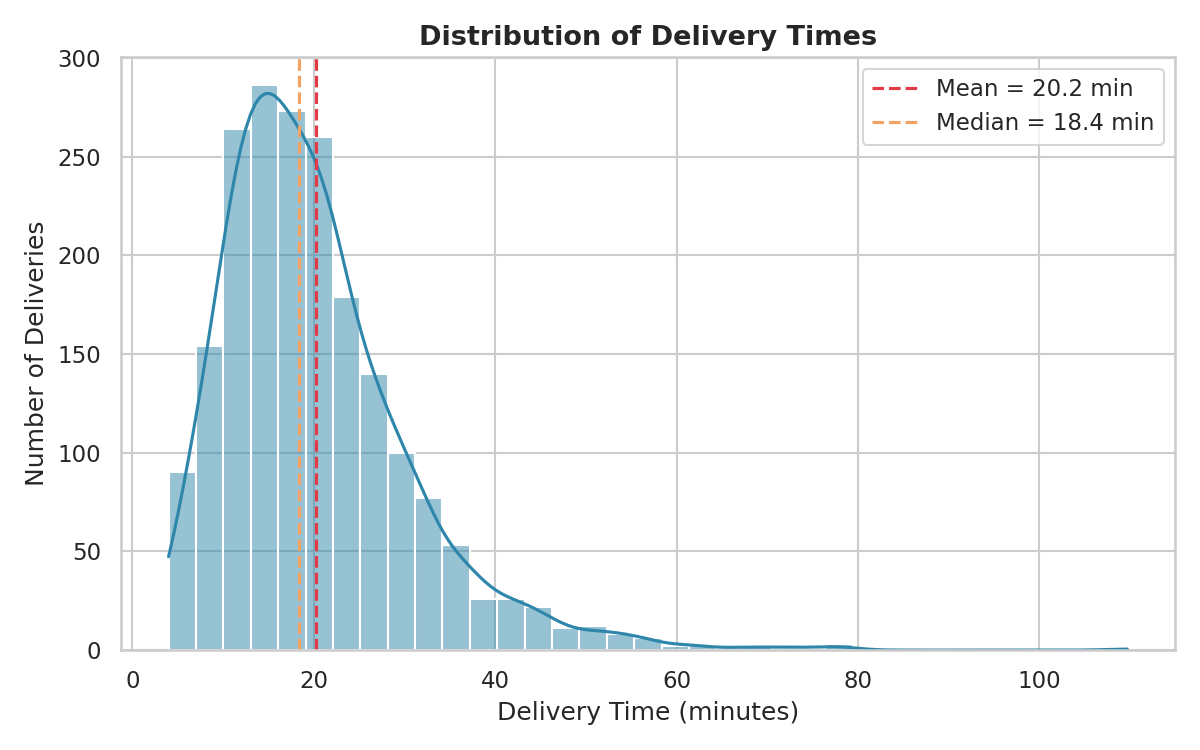 Distribution of Delivery Times
Mean = 20.2 min
Median = 18.4 min
Number of Deliveries
300
250
200
150
100
50
0
0 20 40 60 80 100
Delivery Time (minutes)